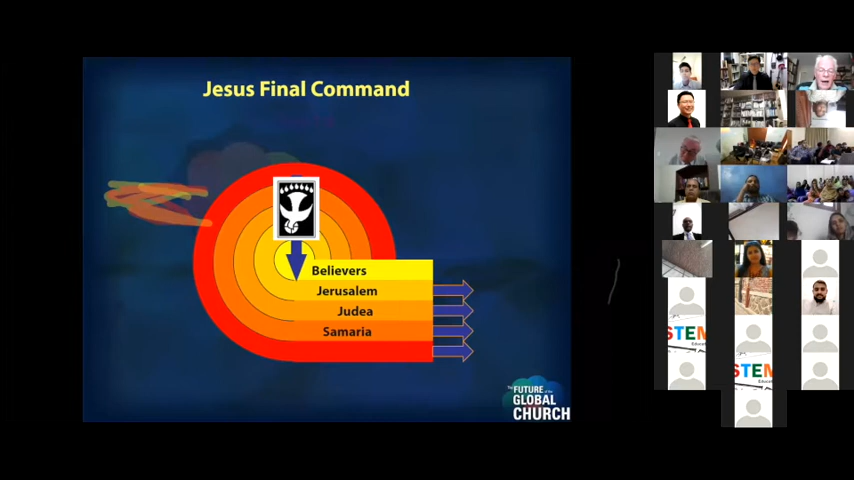 Jesus Final Command
Believers
Jerusalem
Judea
Samaria
The FUTURE of the
GLOBAL
CHURCH
STEM
STEM